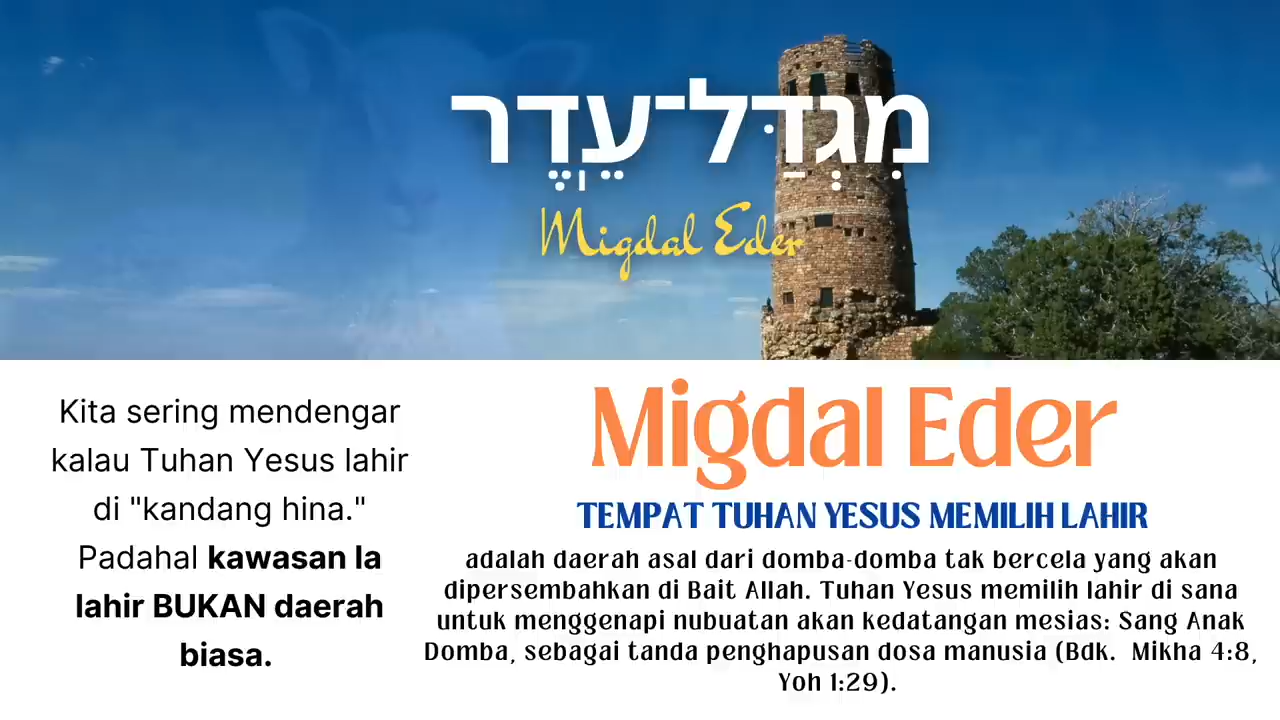 מִגְדַּל־עֵֽדֶר
Migdal Eder
Kita sering mendengar
kalau Tuhan Yesus lahir
di "kandang hina."
Padahal kawasan Ia
lahir BUKAN daerah
biasa.
Migdal Eder
TEMPAT TUHAN YESUS MEMILIH LAHIR
adalah daerah asal dari domba-domba tak bercela yang akan
dipersembahkan di Bait Allah. Tuhan Yesus memilih lahir di sana
untuk menggenapi nubuatan akan kedatangan mesias: Sang Anak
Domba, sebagai tanda penghapusan dosa manusia (Bdk. Mikha 4:8,
Yoh 1:29).